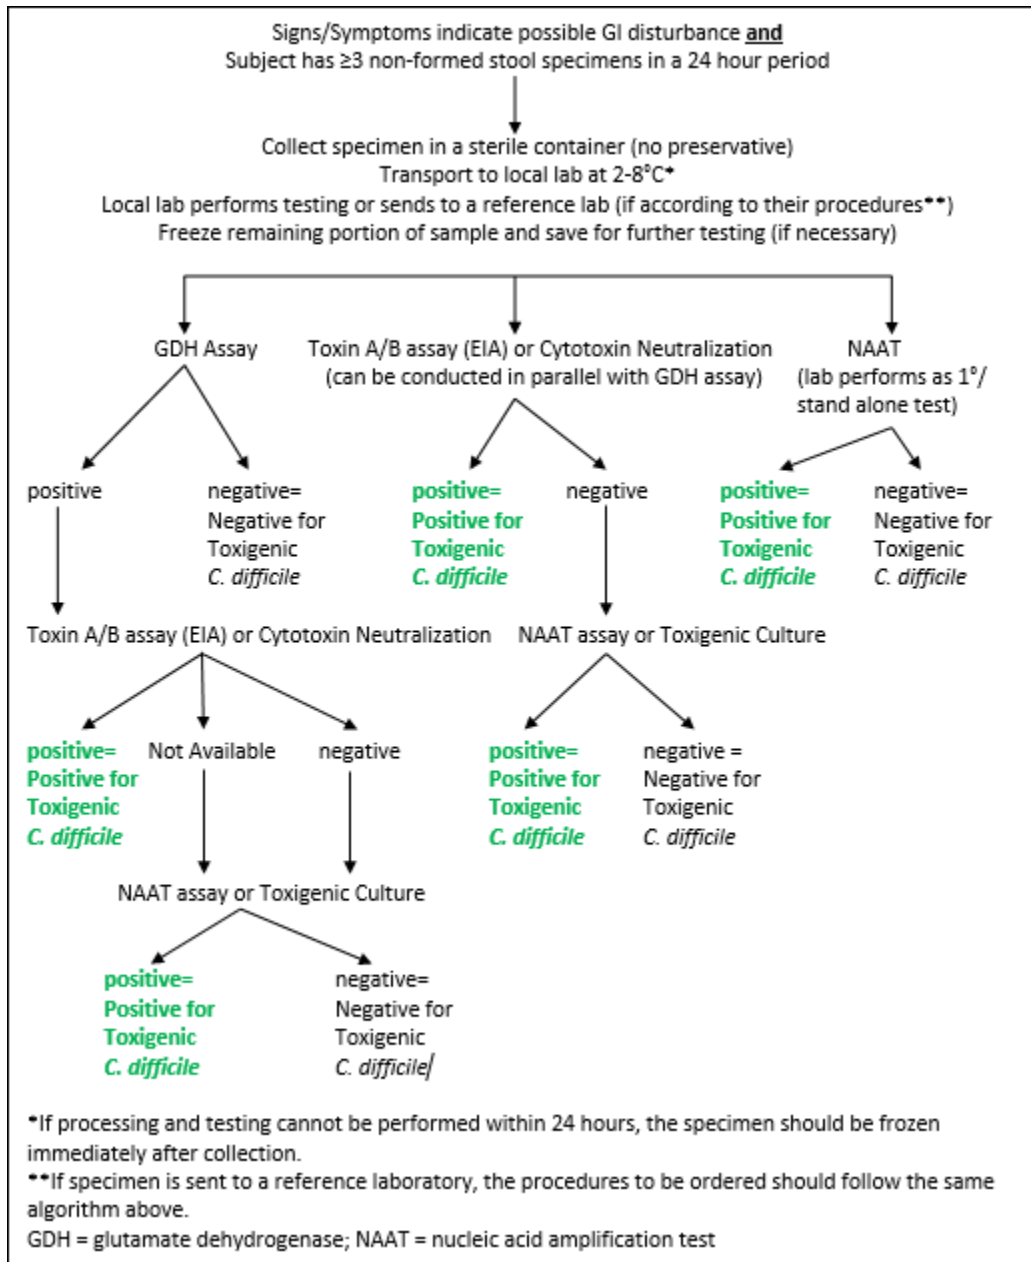 Signs/Symptoms indicate possible GI disturbance and
Subject has ≥3 non-formed stool specimens in a 24 hour period
Collect specimen in a sterile container (no preservative)
Transport to local lab at 2-8°C*
Local lab performs testing or sends to a reference lab (if according to their procedures**)
Freeze remaining portion of sample and save for further testing (if necessary)
GDH Assay
Toxin A/B assay (EIA) or Cytotoxin Neutralization
(can be conducted in parallel with GDH assay)
NAAT
(lab performs as 1°/
stand alone test)
positive
negative=
Negative for
Toxigenic
C. difficile
positive=
Positive for
Toxigenic
C. difficile
negative
positive=
Positive for
Toxigenic
C. difficile
negative=
Negative for
Toxigenic
C. difficile
Toxin A/B assay (EIA) or Cytotoxin Neutralization
NAAT assay or Toxigenic Culture
positive=
Positive for
Toxigenic
C. difficile
Not Available
negative
positive=
Positive for
Toxigenic
C. difficile
negative =
Negative for
Toxigenic
C. difficile
NAAT assay or Toxigenic Culture
positive=
Positive for
Toxigenic
C. difficile
negative=
Negative for
Toxigenic
C. difficile
*If processing and testing cannot be performed within 24 hours, the specimen should be frozen
immediately after collection.
**If specimen is sent to a reference laboratory, the procedures to be ordered should follow the same
algorithm above.
GDH = glutamate dehydrogenase; NAAT = nucleic acid amplification test